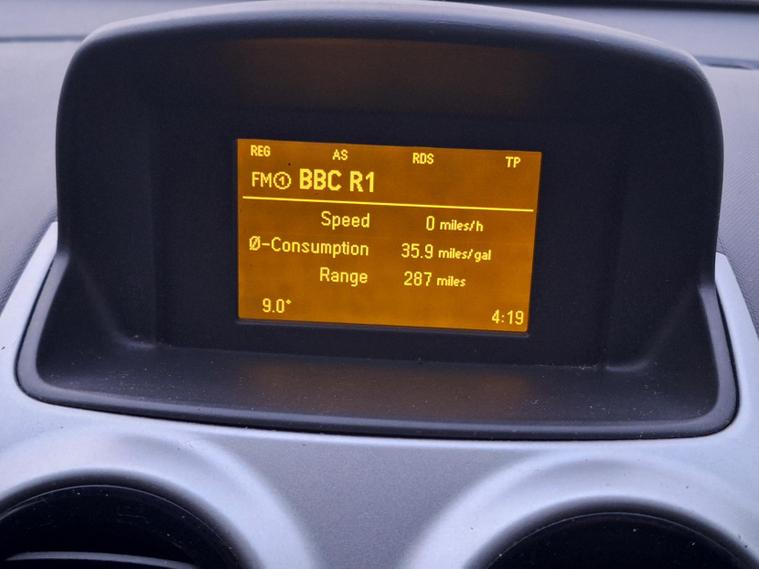 REG AS RDS TP
FM① BBC R1
Speed 0 miles/h
Ø-Consumption 35.9 miles/gal
Range 287 miles
9.0° 4:19